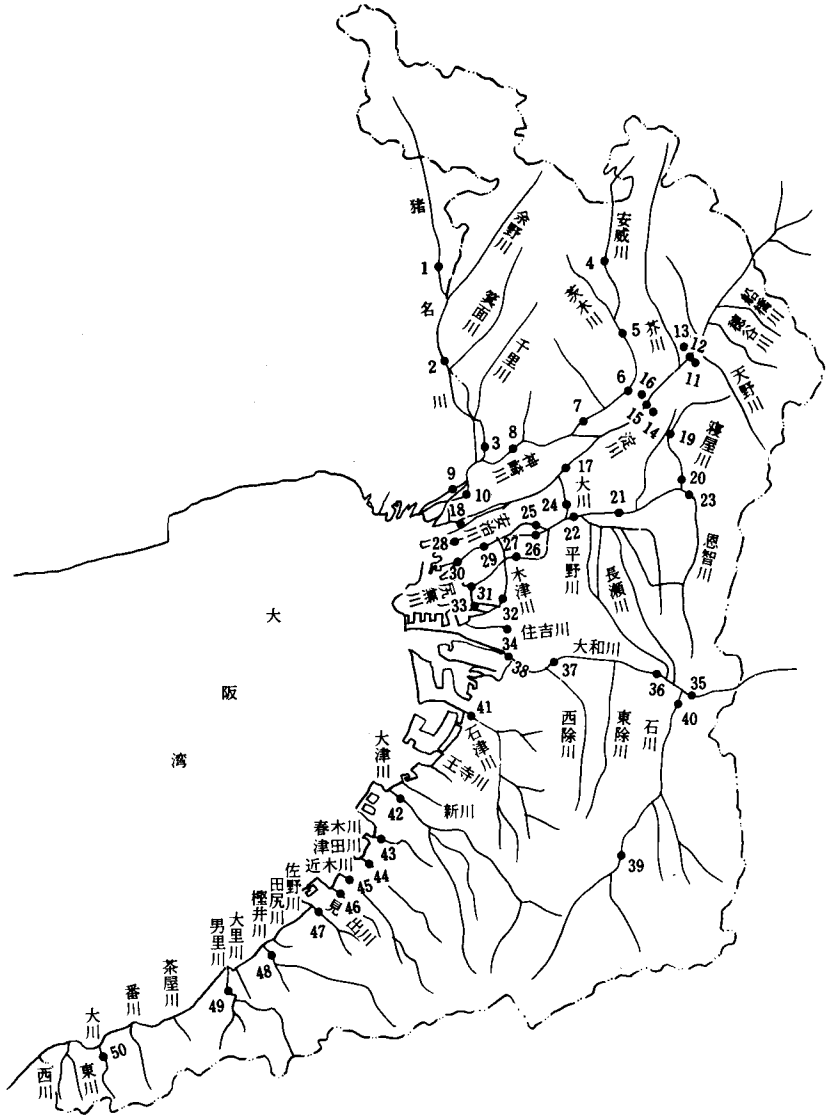 猪名川
余野川
箕面川
千里川
安威川
茨木川
芥川
船橋川
穂谷川
天野川
寝屋川
淀川
神崎川
大川
安治川
平野川
長瀬川
恩智川
木津川
尻無川
住吉川
大和川
西除川
東除川
石川
石津川
王寺川
新川
大津川
春木川
津田川
近木川
見出川
佐野川
田尻川
樫井川
大里川
男里川
茶屋川
番川
大川
東川
西川
大阪湾
1
2
3
4
5
6
7
8
9
10
11
12
13
14
15
16
17
18
19
20
21
22
23
24
25
26
27
28
29
30
31
32
33
34
35
36
37
38
39
40
41
42
43
44
45
46
47
48
49
50